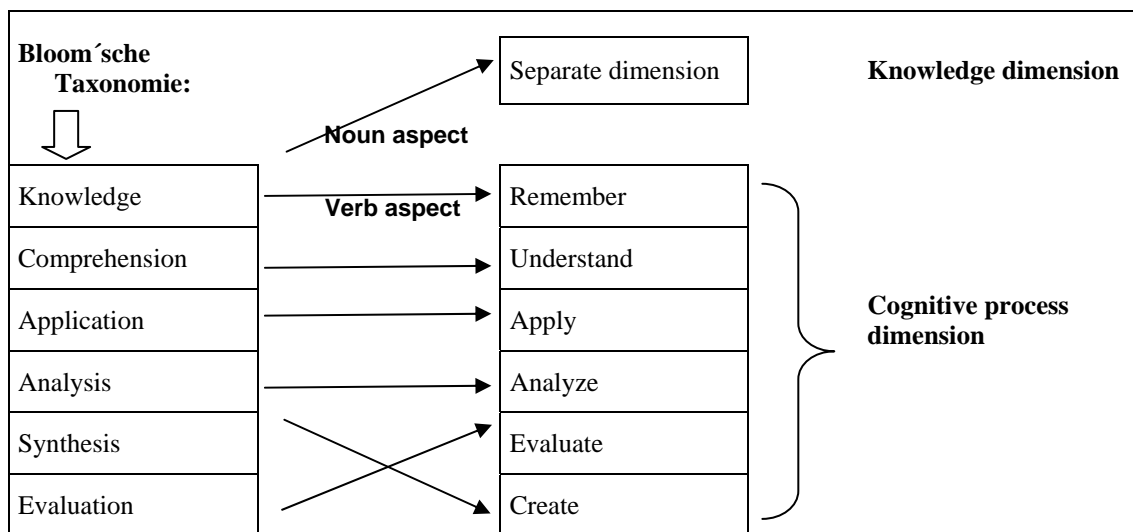 Bloom´sche
Taxonomie:
Separate dimension
Knowledge dimension
Noun aspect
Knowledge
Verb aspect
Remember
Comprehension
Understand
Application
Apply
Cognitive process
dimension
Analysis
Analyze
Synthesis
Evaluate
Evaluation
Create